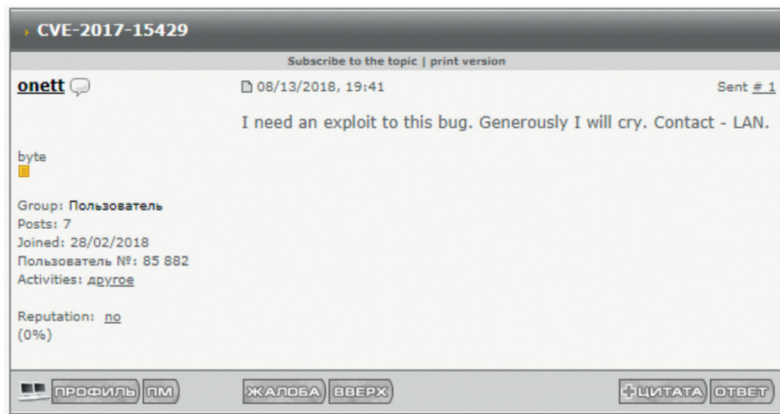 CVE-2017-15429
Subscribe to the topic | print version
onett
08/13/2018, 19:41
Sent # 1
I need an exploit to this bug. Generously I will cry. Contact - LAN.
byte
Group: Пользователь
Posts: 7
Joined: 28/02/2018
Пользователь №: 85 882
Activities: другое
Reputation: no
(0%)
ПРОФИЛЬ ПМ ЖАЛОБА ВВЕРХ +ЦИТАТА ОТВЕТ